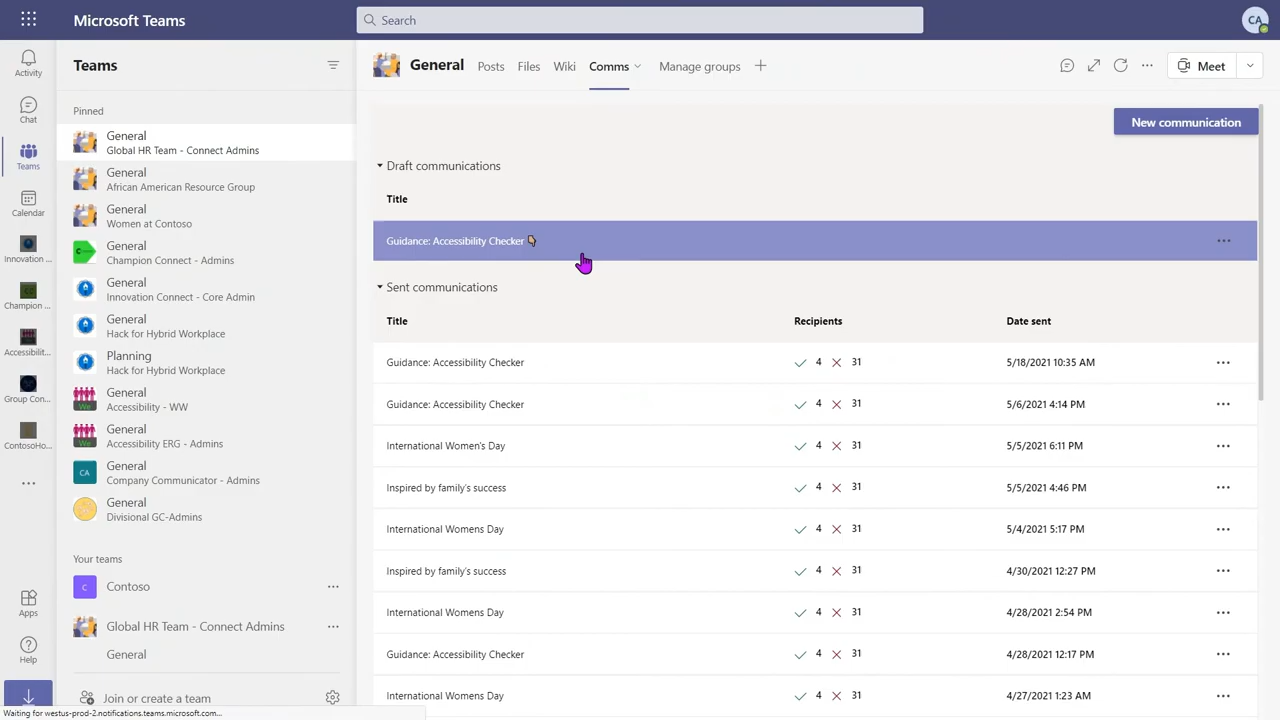 Microsoft Teams
Search
CA
Activity
Chat
Teams
Calendar
Innovation ...
Champion ...
Accessibilit...
Group Con...
ContosoHo...
Apps
Help
Teams
Pinned
General
Global HR Team - Connect Admins
General
African American Resource Group
General
Women at Contoso
General
Champion Connect - Admins
General
Innovation Connect - Core Admin
General
Hack for Hybrid Workplace
Planning
Hack for Hybrid Workplace
General
Accessibility - WW
General
Accessibility ERG - Admins
CA
General
Company Communicator - Admins
General
Divisional GC-Admins
Your teams
C
Contoso
Global HR Team - Connect Admins
General
Join or create a team
Waiting for westus-prod-2.notifications.teams.microsoft.com...
General Posts Files Wiki Comms Manage groups
Meet
New communication
Draft communications
Title
Guidance: Accessibility Checker
Sent communications
Title Recipients Date sent
Guidance: Accessibility Checker 4 31 5/18/2021 10:35 AM
Guidance: Accessibility Checker 4 31 5/6/2021 4:14 PM
International Women's Day 4 31 5/5/2021 6:11 PM
Inspired by family's success 4 31 5/5/2021 4:46 PM
International Womens Day 4 31 5/4/2021 5:17 PM
Inspired by family's success 4 31 4/30/2021 12:27 PM
International Womens Day 4 31 4/28/2021 2:54 PM
Guidance: Accessibility Checker 4 31 4/28/2021 12:17 PM
International Womens Day 4 31 4/27/2021 1:23 AM